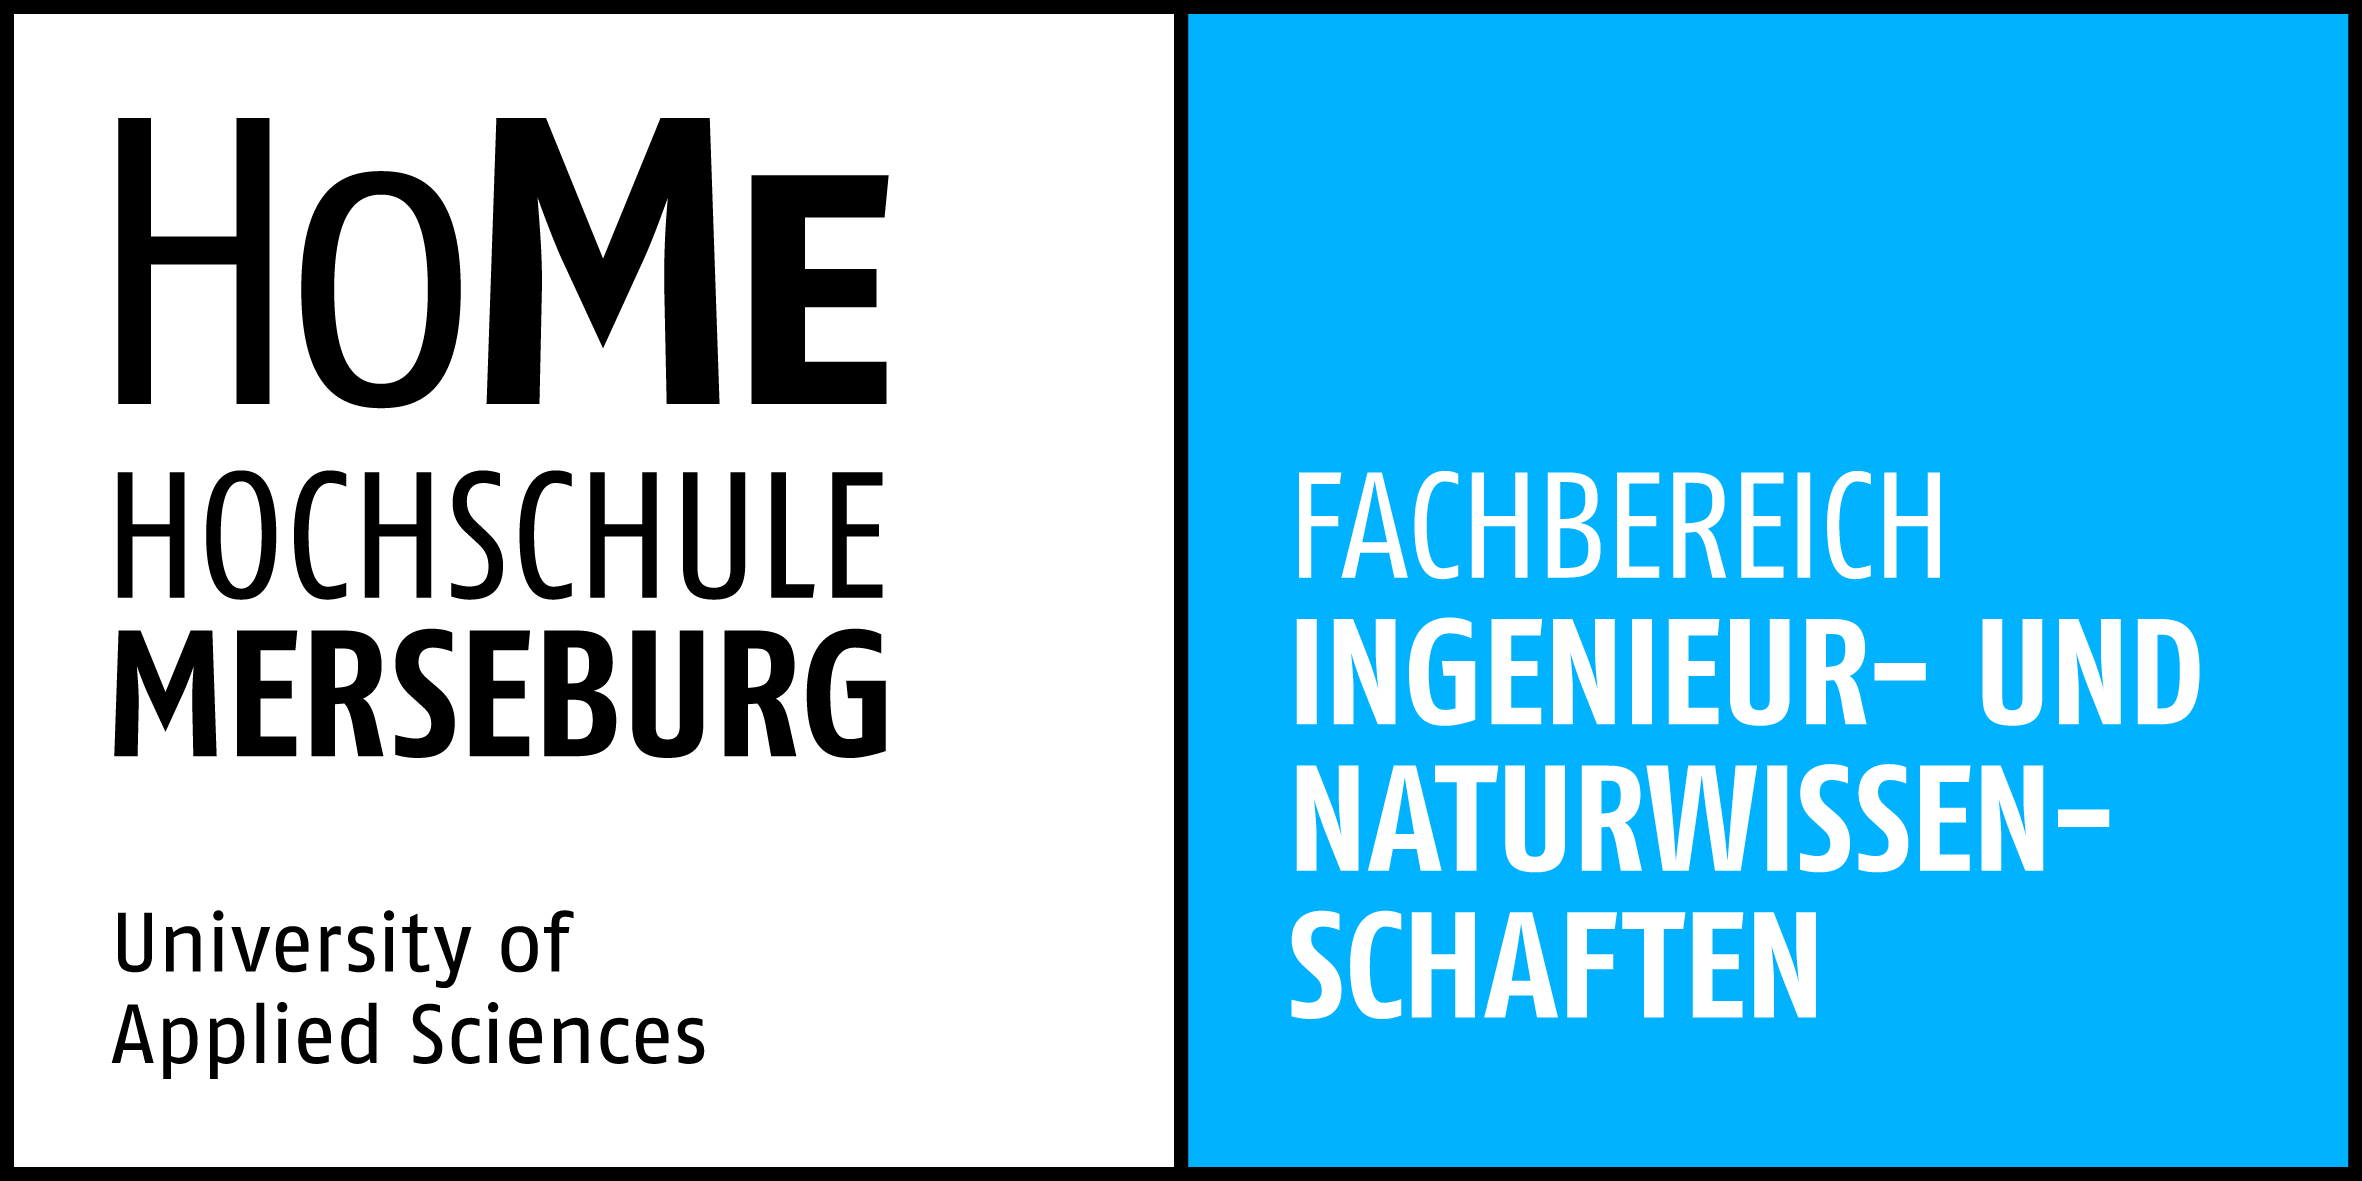 HOME
HOCHSCHULE
MERSEBURG
University of
Applied Sciences
FACHBEREICH
INGENIEUR- UND
NATURWISSEN-
SCHAFTEN